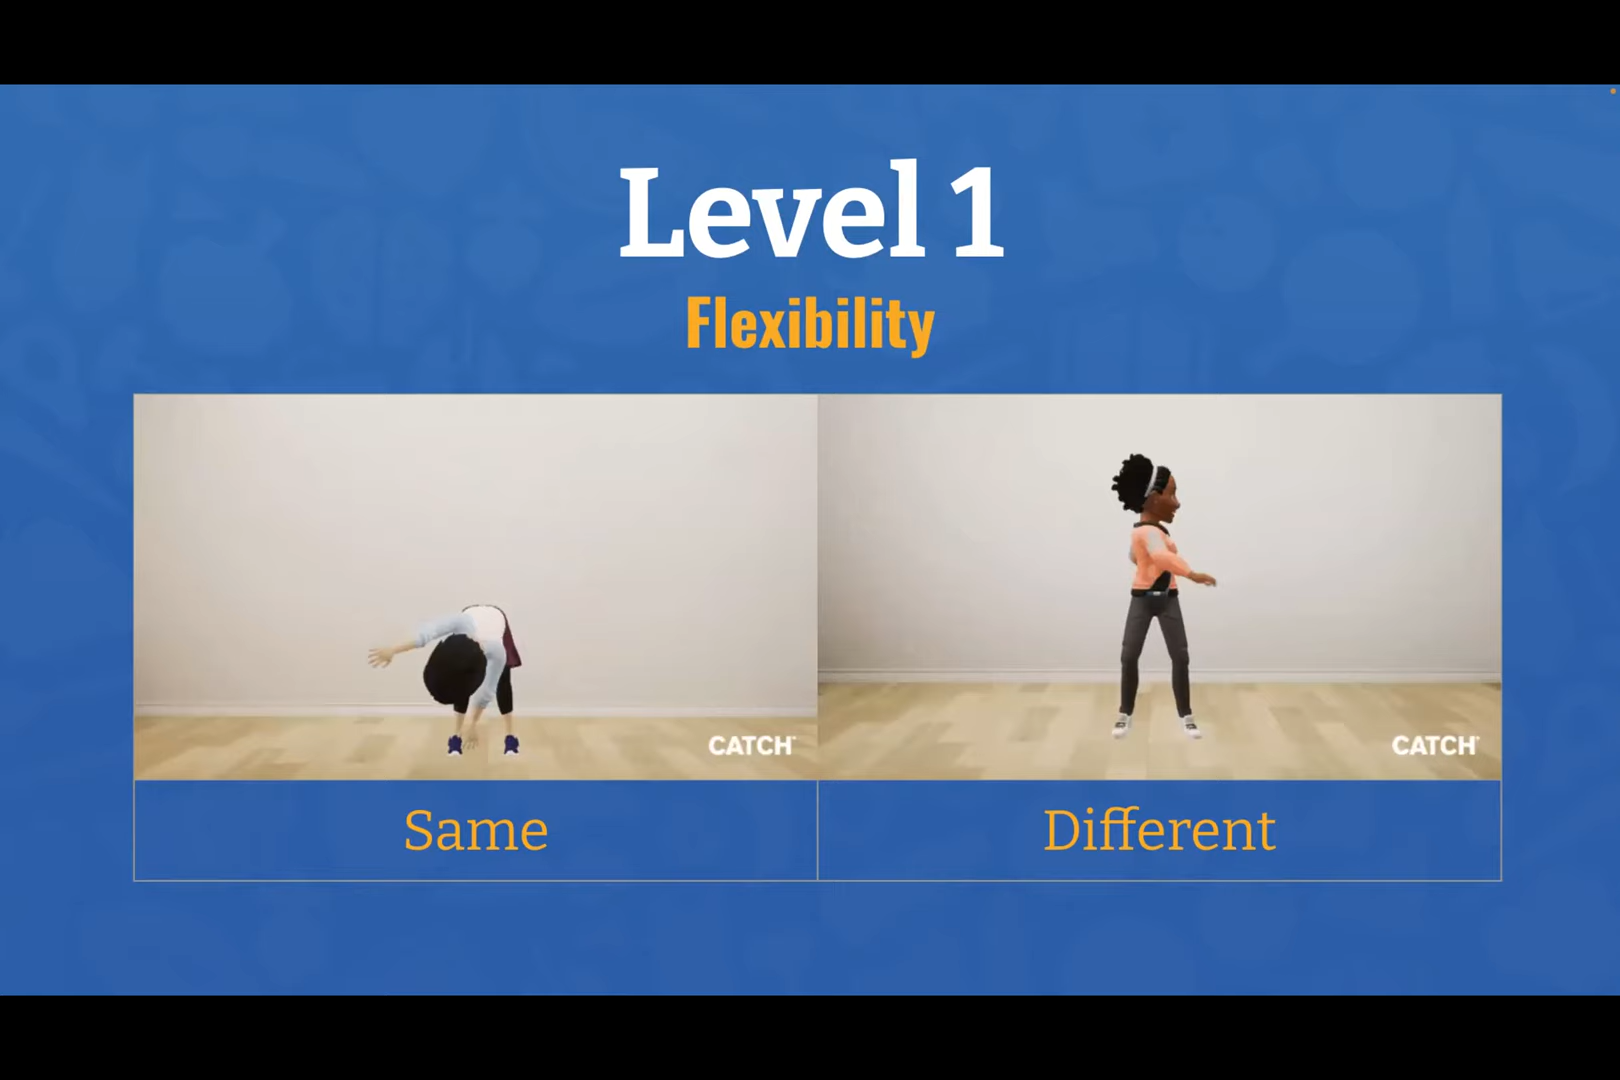 Level 1
Flexibility
CATCH
CATCH
Same
Different